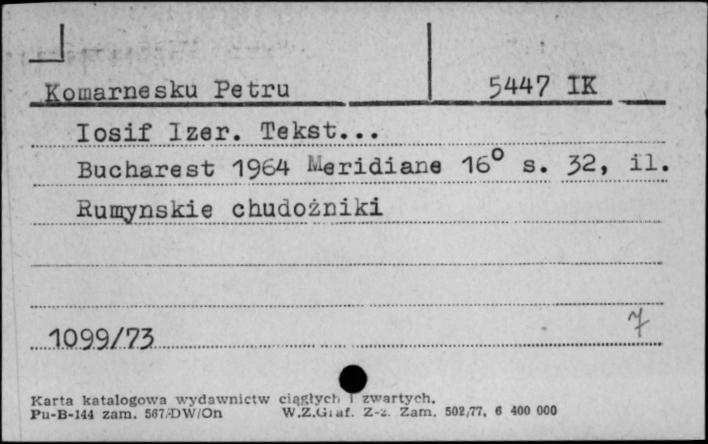 Komarnesku Petru 5447 IK
Iosif Izer. Tekst...
Bucharest 1964 Meridiane 16° s. 32, il.
Rumynskie chudożniki
1099/73 7
Karta katalogowa wydawnictw ciągłych i zwartych.
Pu-B-144 zam. 567/DW/On W.Z.Graf. Z-z. Zam. 502/77, 6 400 000